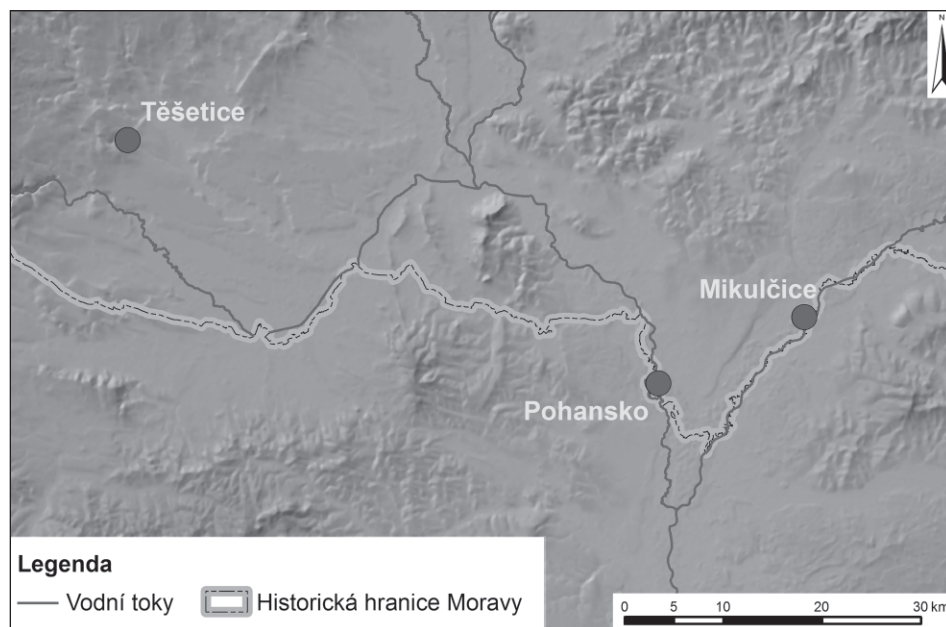 N
Těšetice
Mikulčice
Pohansko
Legenda
Vodní toky
Historická hranice Moravy
0 5 10 20 30 km